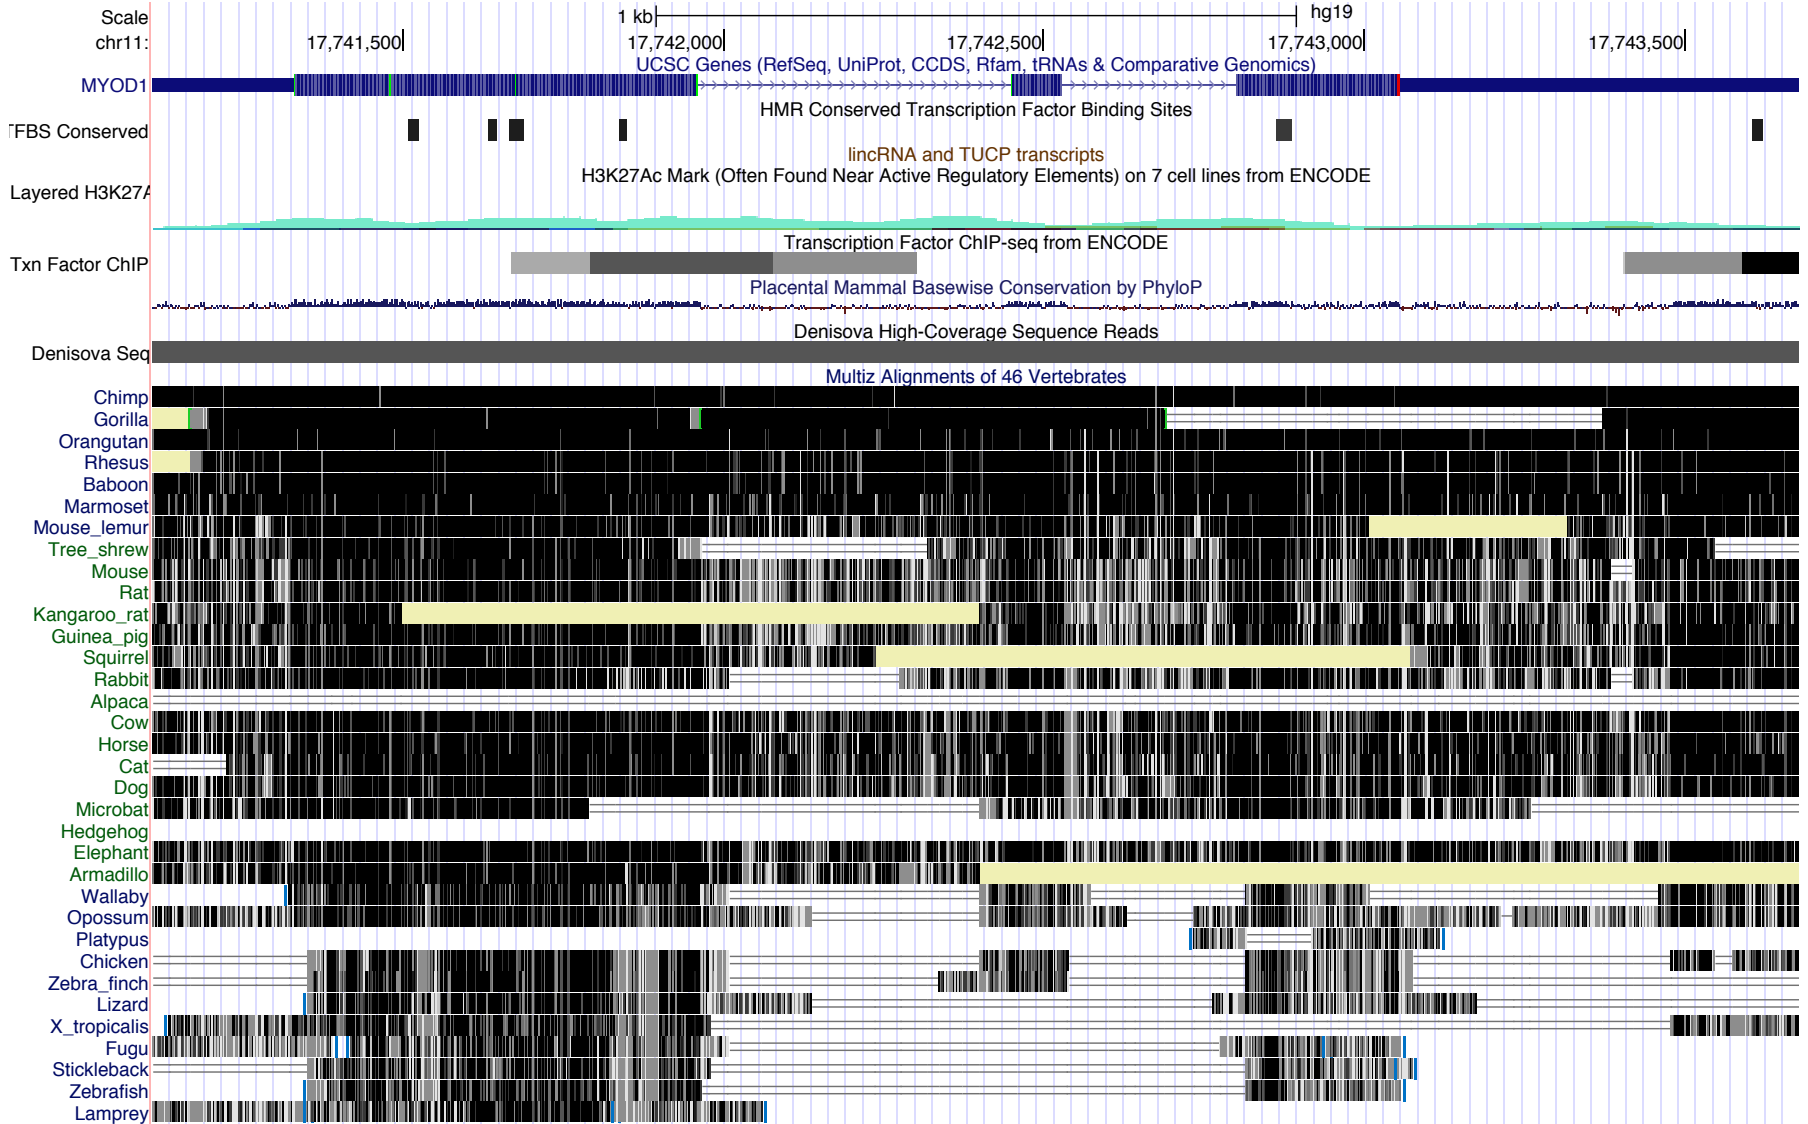 Scale 1 kb hg19
chr11: 17,741,500 17,742,000 17,742,500 17,743,000 17,743,500
UCSC Genes (RefSeq, UniProt, CCDS, Rfam, tRNAs & Comparative Genomics)
MYOD1
HMR Conserved Transcription Factor Binding Sites
TFBS Conserved
lincRNA and TUCP transcripts
H3K27Ac Mark (Often Found Near Active Regulatory Elements) on 7 cell lines from ENCODE
Layered H3K27A
Transcription Factor ChIP-seq from ENCODE
Txn Factor ChIP
Placental Mammal Basewise Conservation by PhyloP
Denisova High-Coverage Sequence Reads
Denisova Seq
Multiz Alignments of 46 Vertebrates
Chimp
Gorilla
Orangutan
Rhesus
Baboon
Marmoset
Mouse_lemur
Tree_shrew
Mouse
Rat
Kangaroo_rat
Guinea_pig
Squirrel
Rabbit
Alpaca
Cow
Horse
Cat
Dog
Microbat
Hedgehog
Elephant
Armadillo
Wallaby
Opossum
Platypus
Chicken
Zebra_finch
Lizard
X_tropicalis
Fugu
Stickleback
Zebrafish
Lamprey